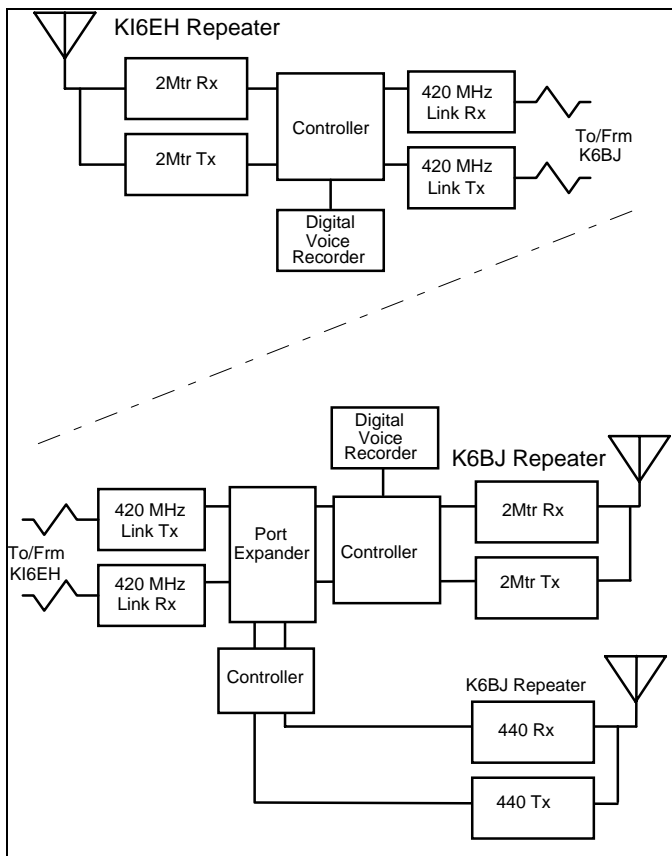 KI6EH Repeater
2Mtr Rx
2Mtr Tx
Controller
Digital
Voice
Recorder
420 MHz
Link Rx
420 MHz
Link Tx
To/Frm
K6BJ
Digital
Voice
Recorder
K6BJ Repeater
420 MHz
Link Tx
To/Frm
KI6EH
420 MHz
Link Rx
Port
Expander
Controller
2Mtr Rx
2Mtr Tx
Controller
K6BJ Repeater
440 Rx
440 Tx